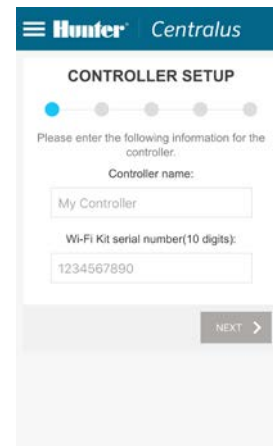 Hunter Centralus
CONTROLLER SETUP
Please enter the following information for the
controller.
Controller name:
My Controller
Wi-Fi Kit serial number(10 digits):
1234567890
NEXT